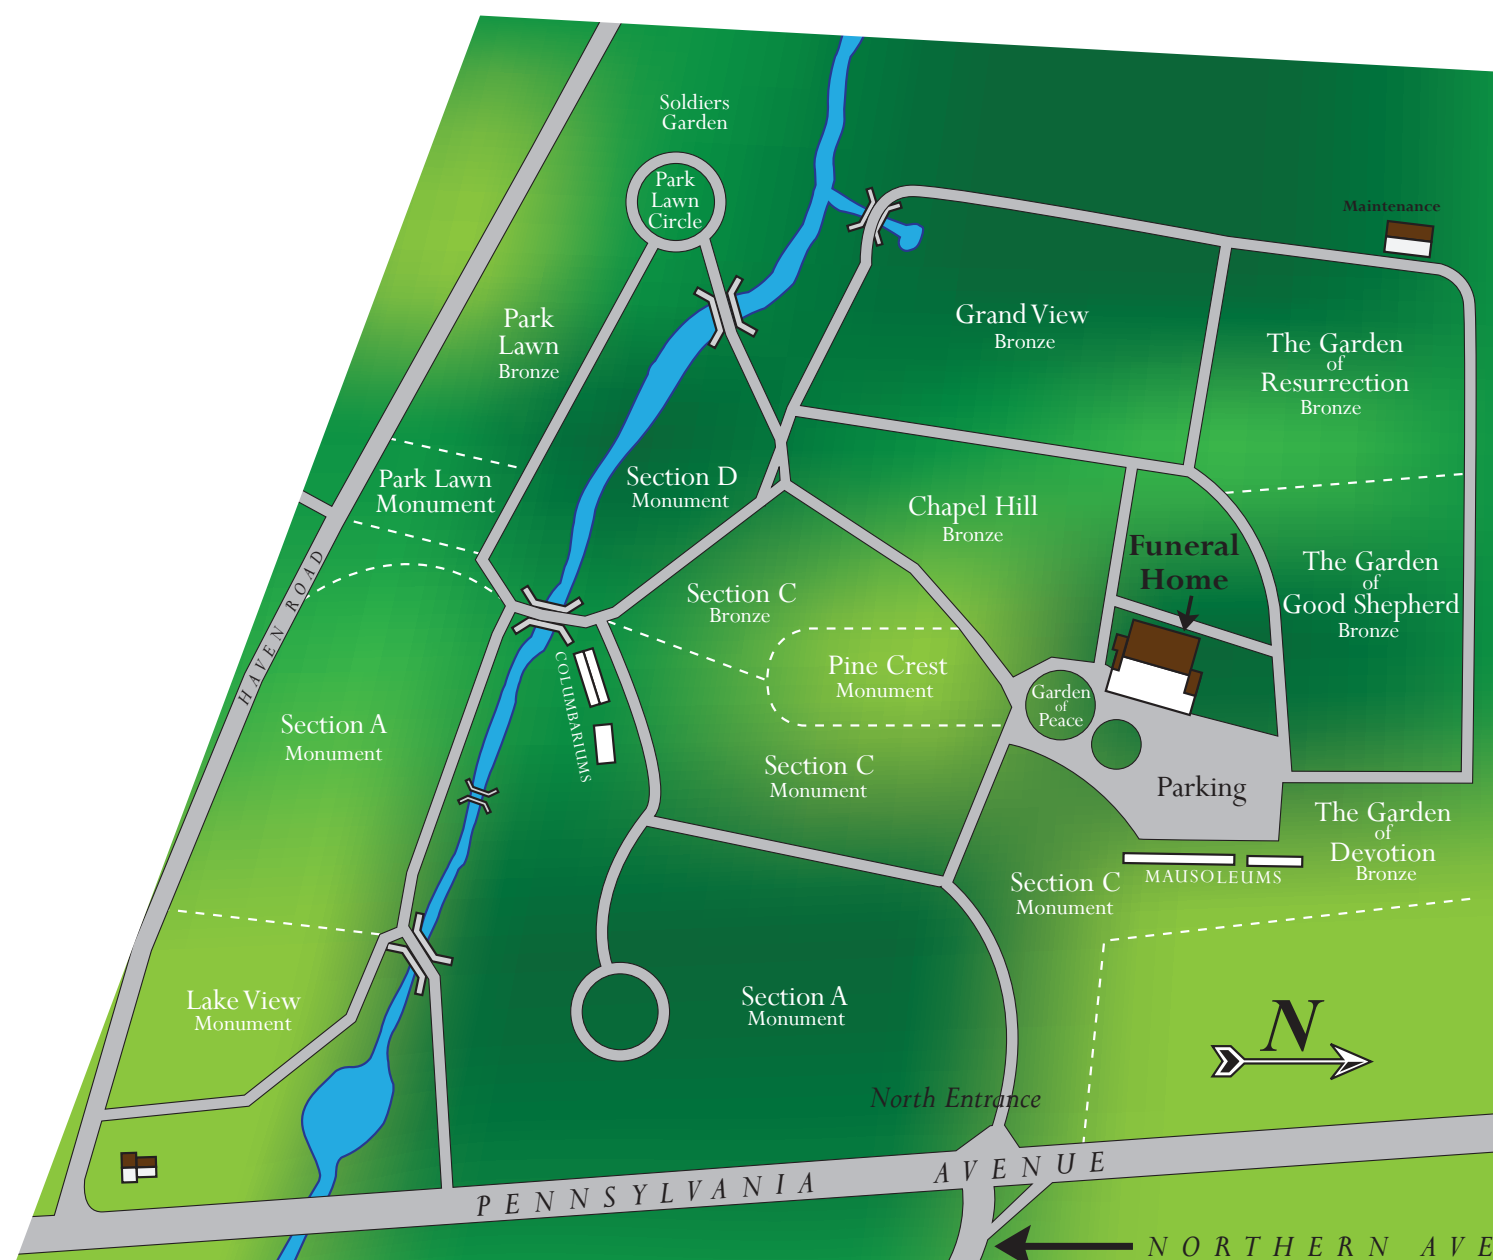 Soldiers
Garden
Park
Lawn
Circle
Maintenance
Park
Lawn
Bronze
Grand View
Bronze
The Garden
of
Resurrection
Bronze
Park Lawn
Monument
Section D
Monument
Chapel Hill
Bronze
Funeral
Home
The Garden
of
Good Shepherd
Bronze
HAVEN ROAD
Section C
Bronze
COLUMBARIUMS
Pine Crest
Monument
Garden
of
Peace
Section A
Monument
Section C
Monument
Parking
The Garden
of
Devotion
Bronze
MAUSOLEUMS
Section C
Monument
Lake View
Monument
Section A
Monument
N
North Entrance
PENNSYLVANIA AVENUE
NORTHERN AVE